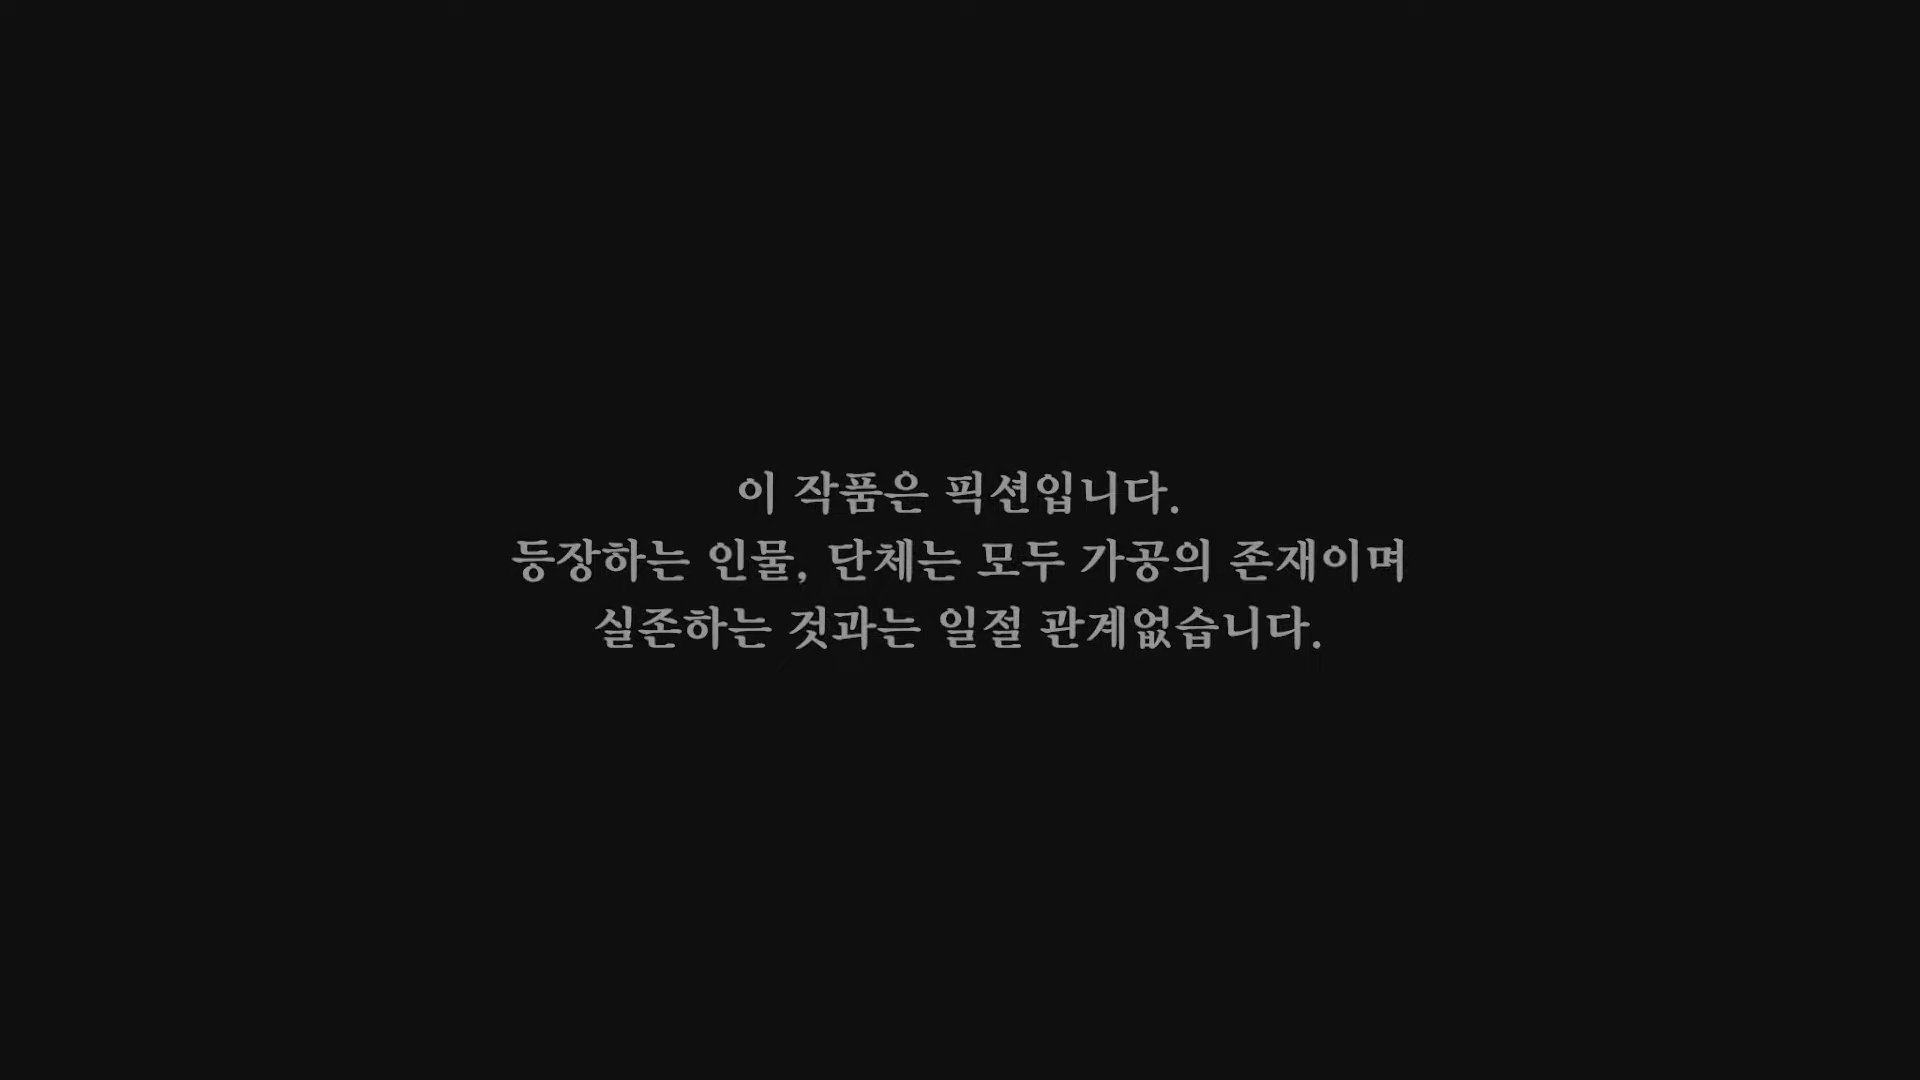 이 작품은 픽션입니다.
등장하는 인물, 단체는 모두 가공의 존재이며
실존하는 것과는 일절 관계없습니다.